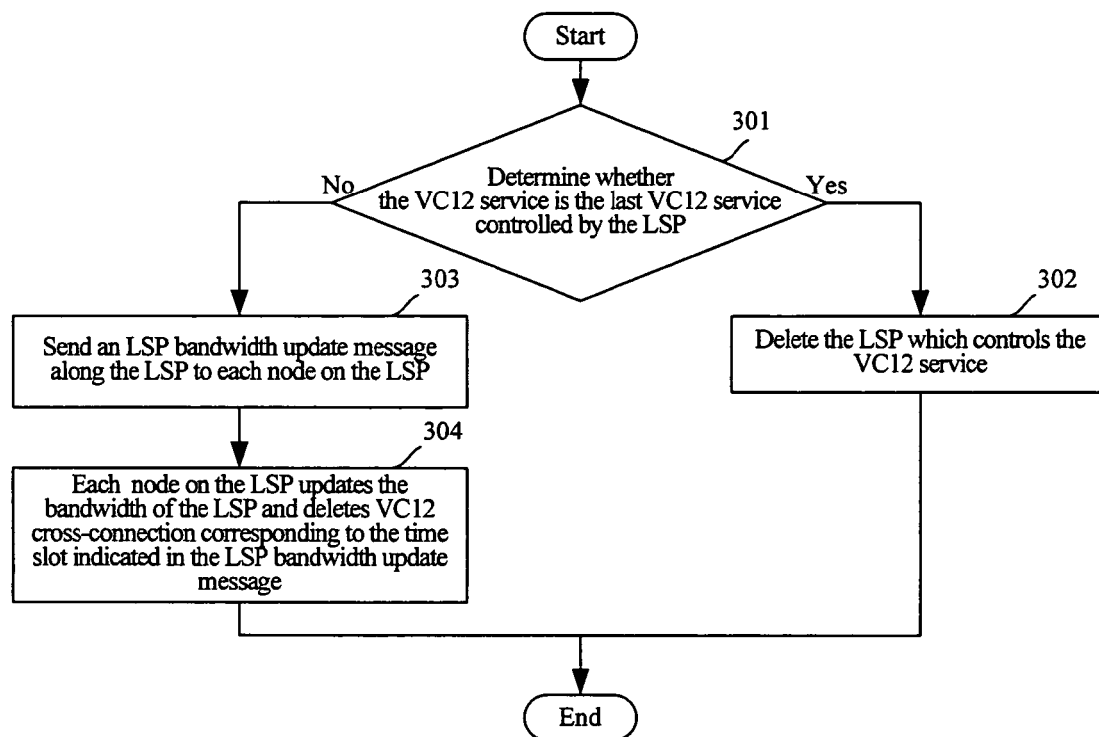 Start
301
Determine whether
the VC12 service is the last VC12 service
controlled by the LSP
No
Yes
303
Send an LSP bandwidth update message
along the LSP to each node on the LSP
302
Delete the LSP which controls the
VC12 service
304
Each node on the LSP updates the
bandwidth of the LSP and deletes VC12
cross-connection corresponding to the time
slot indicated in the LSP bandwidth update
message
End